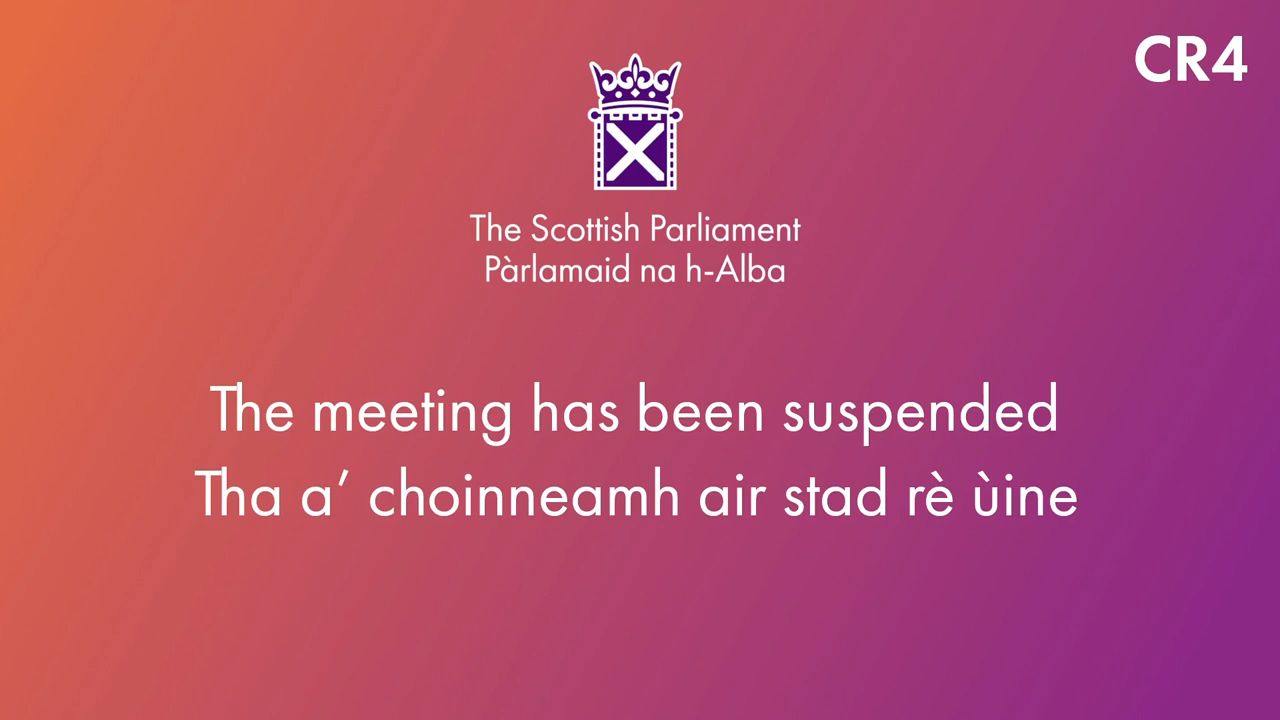 CR4
The Scottish Parliament
Pàrlamaid na h-Alba
The meeting has been suspended
Tha a’ choinneamh air stad rè ùine